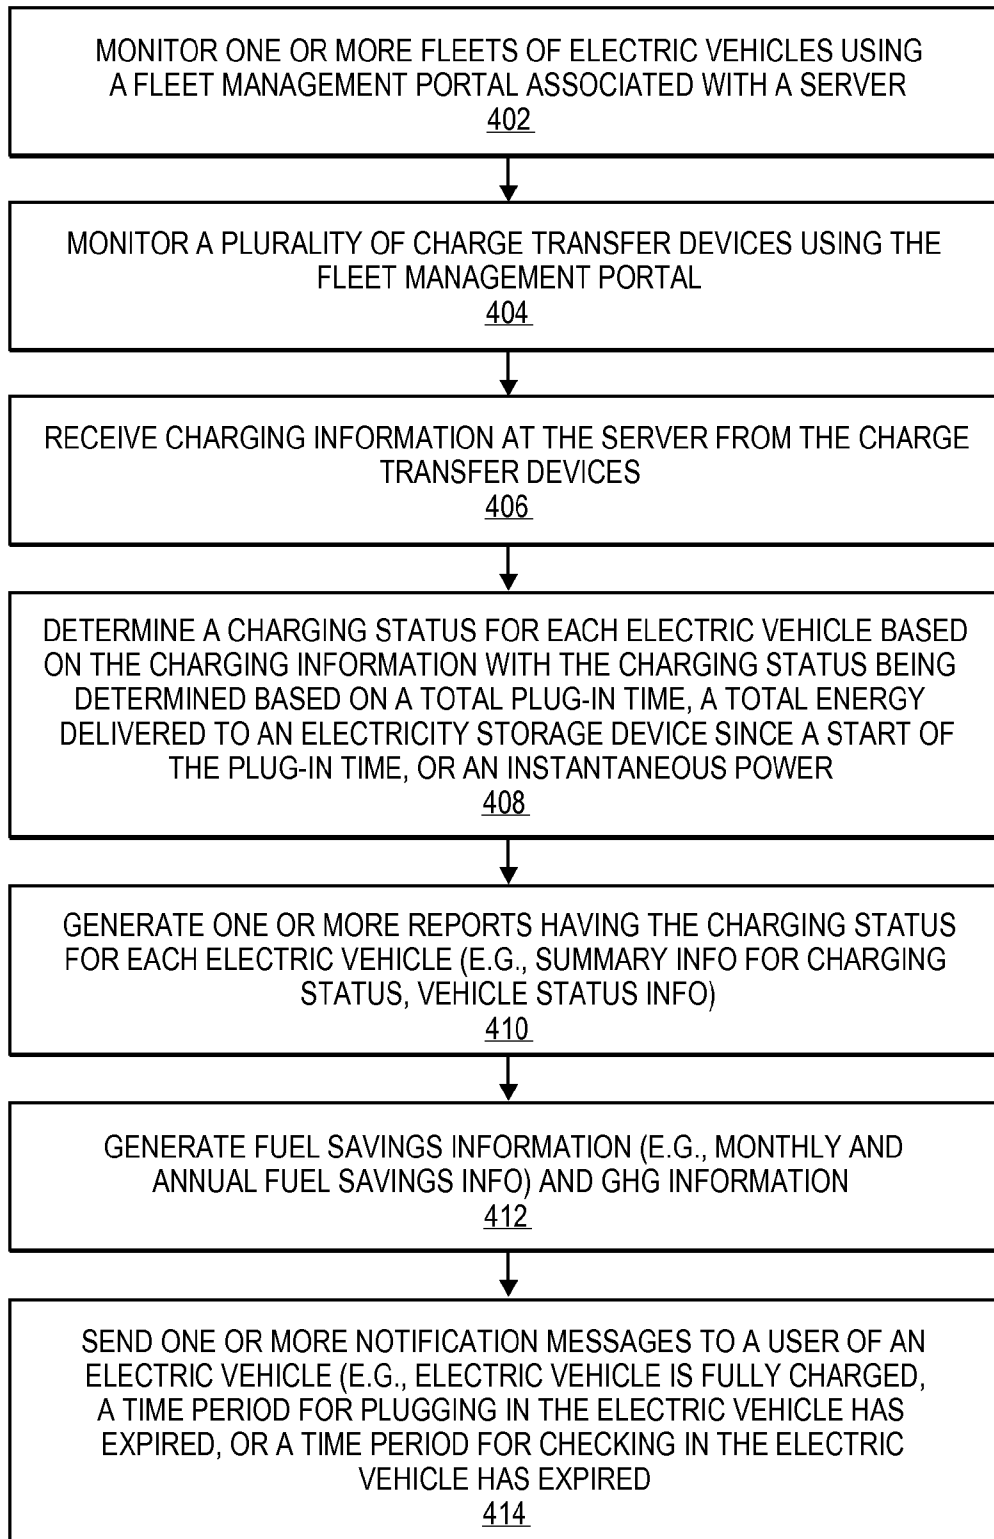 MONITOR ONE OR MORE FLEETS OF ELECTRIC VEHICLES USING
A FLEET MANAGEMENT PORTAL ASSOCIATED WITH A SERVER
402
MONITOR A PLURALITY OF CHARGE TRANSFER DEVICES USING THE
FLEET MANAGEMENT PORTAL
404
RECEIVE CHARGING INFORMATION AT THE SERVER FROM THE CHARGE
TRANSFER DEVICES
406
DETERMINE A CHARGING STATUS FOR EACH ELECTRIC VEHICLE BASED
ON THE CHARGING INFORMATION WITH THE CHARGING STATUS BEING
DETERMINED BASED ON A TOTAL PLUG-IN TIME, A TOTAL ENERGY
DELIVERED TO AN ELECTRICITY STORAGE DEVICE SINCE A START OF
THE PLUG-IN TIME, OR AN INSTANTANEOUS POWER
408
GENERATE ONE OR MORE REPORTS HAVING THE CHARGING STATUS
FOR EACH ELECTRIC VEHICLE (E.G., SUMMARY INFO FOR CHARGING
STATUS, VEHICLE STATUS INFO)
410
GENERATE FUEL SAVINGS INFORMATION (E.G., MONTHLY AND
ANNUAL FUEL SAVINGS INFO) AND GHG INFORMATION
412
SEND ONE OR MORE NOTIFICATION MESSAGES TO A USER OF AN
ELECTRIC VEHICLE (E.G., ELECTRIC VEHICLE IS FULLY CHARGED,
A TIME PERIOD FOR PLUGGING IN THE ELECTRIC VEHICLE HAS
EXPIRED, OR A TIME PERIOD FOR CHECKING IN THE ELECTRIC
VEHICLE HAS EXPIRED
414